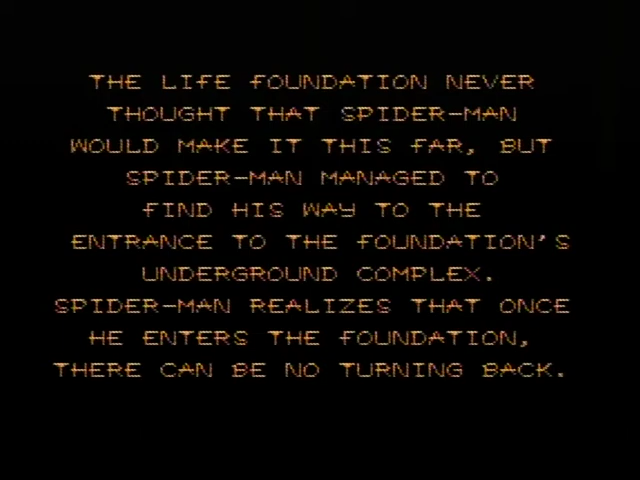 THE LIFE FOUNDATION NEVER
THOUGHT THAT SPIDER-MAN
WOULD MAKE IT THIS FAR, BUT
SPIDER-MAN MANAGED TO
FIND HIS WAY TO THE
ENTRANCE TO THE FOUNDATION'S
UNDERGROUND COMPLEX.
SPIDER-MAN REALIZES THAT ONCE
HE ENTERS THE FOUNDATION,
THERE CAN BE NO TURNING BACK.